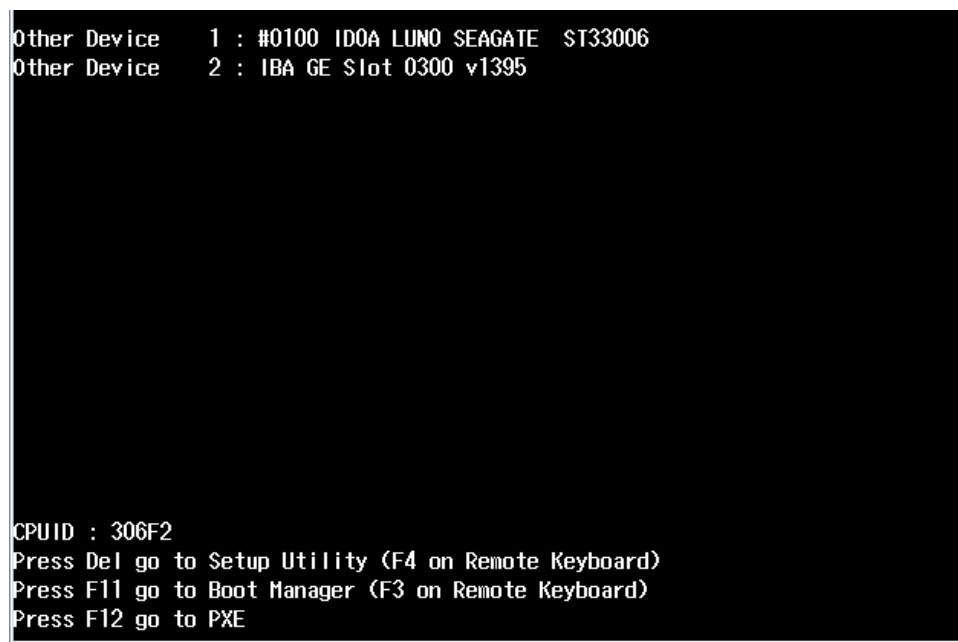 Other Device 1 : #0100 ID0A LUN0 SEAGATE ST33006
Other Device 2 : IBA GE Slot 0300 v1395
CPUID : 306F2
Press Del go to Setup Utility (F4 on Remote Keyboard)
Press F11 go to Boot Manager (F3 on Remote Keyboard)
Press F12 go to PXE